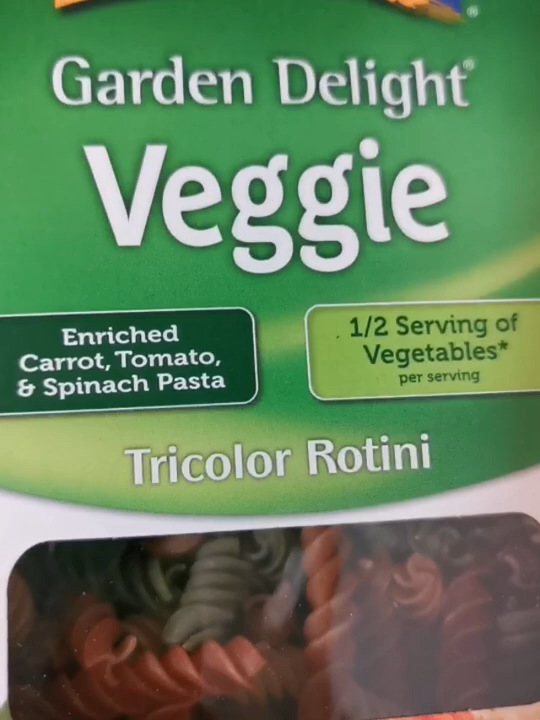 Garden Delight®
Veggie
Enriched
Carrot, Tomato,
& Spinach Pasta
1/2 Serving of
Vegetables*
per serving
Tricolor Rotini